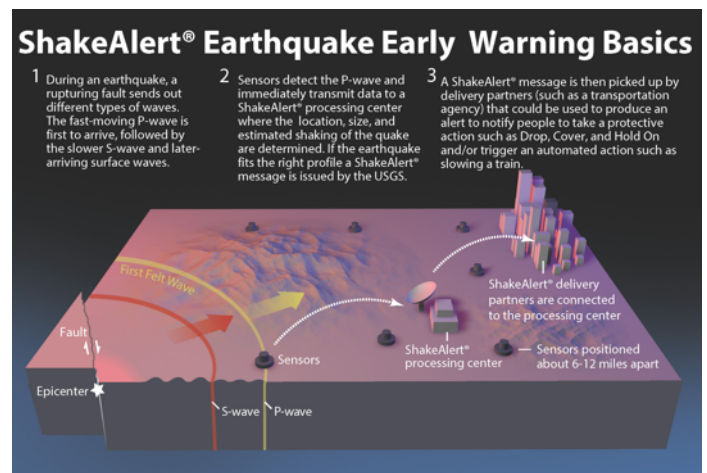 ShakeAlert® Earthquake Early Warning Basics
1 During an earthquake, a
rupturing fault sends out
different types of waves.
The fast-moving P-wave is
first to arrive, followed by
the slower S-wave and later-
arriving surface waves.
2 Sensors detect the P-wave and
immediately transmit data to a
ShakeAlert® processing center
where the location, size, and
estimated shaking of the quake
are determined. If the earthquake
fits the right profile a ShakeAlert®
message is issued by the USGS.
3 A ShakeAlert® message is then picked up by
delivery partners (such as a transportation
agency) that could be used to produce an
alert to notify people to take a protective
action such as Drop, Cover, and Hold On
and/or trigger an automated action such as
slowing a train.
First Felt Wave
ShakeAlert® delivery
partners are connected
to the processing center
Fault
Sensors
ShakeAlert®
processing center
Sensors positioned
about 6-12 miles apart
Epicenter
S-wave
P-wave